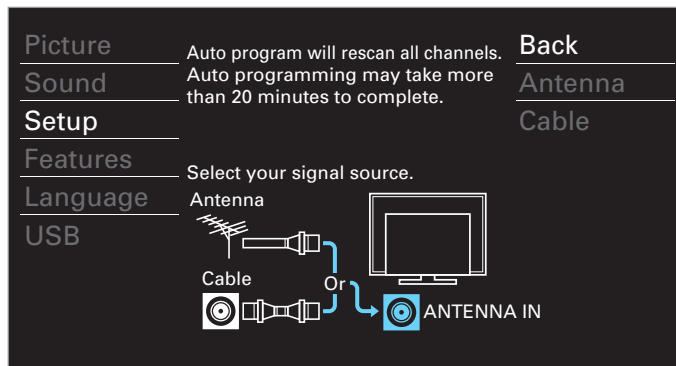 Picture
Sound
Setup
Features
Language
USB
Auto program will rescan all channels.
Auto programming may take more
than 20 minutes to complete.
Select your signal source.
Antenna
Cable
Or
ANTENNA IN
Back
Antenna
Cable